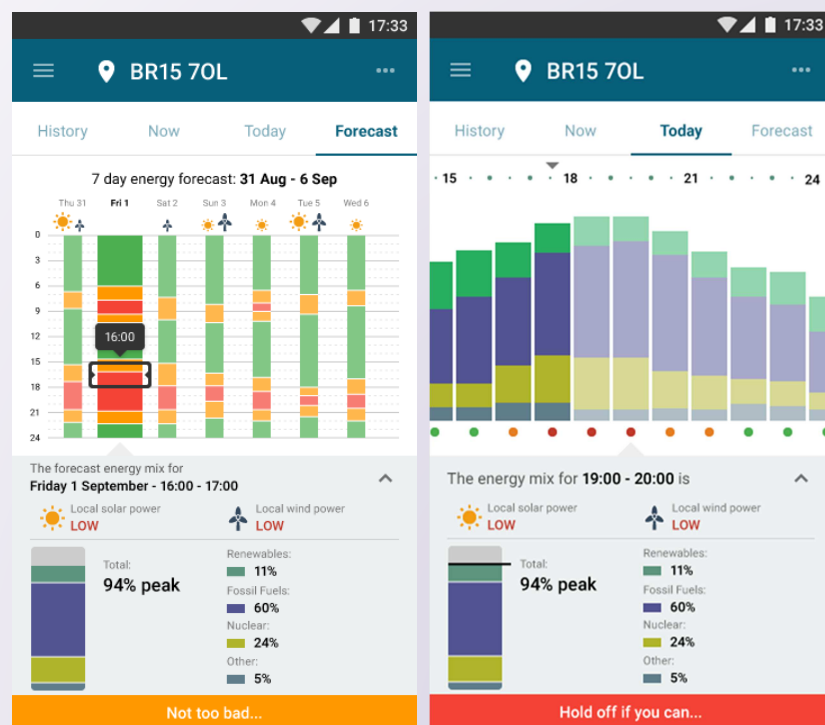 17:33
BR15 7OL
History Now Today Forecast
7 day energy forecast: 31 Aug - 6 Sep
Thu 31 Fri 1 Sat 2 Sun 3 Mon 4 Tue 5 Wed 6
0
3
6
9
12
16:00
15
18
21
24
The forecast energy mix for
Friday 1 September - 16:00 - 17:00
Local solar power
LOW
Local wind power
LOW
Total:
94% peak
Renewables:
11%
Fossil Fuels:
60%
Nuclear:
24%
Other:
5%
Not too bad...
17:33
BR15 7OL
History Now Today Forecast
15 18 21 24
The energy mix for 19:00 - 20:00 is
Local solar power
LOW
Local wind power
LOW
Total:
94% peak
Renewables:
11%
Fossil Fuels:
60%
Nuclear:
24%
Other:
5%
Hold off if you can...